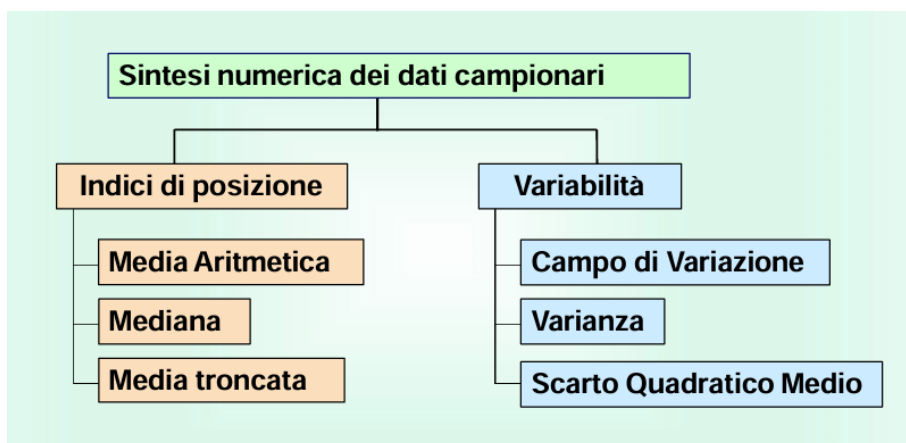 Sintesi numerica dei dati campionari
Indici di posizione
Media Aritmetica
Mediana
Media troncata
Variabilità
Campo di Variazione
Varianza
Scarto Quadratico Medio